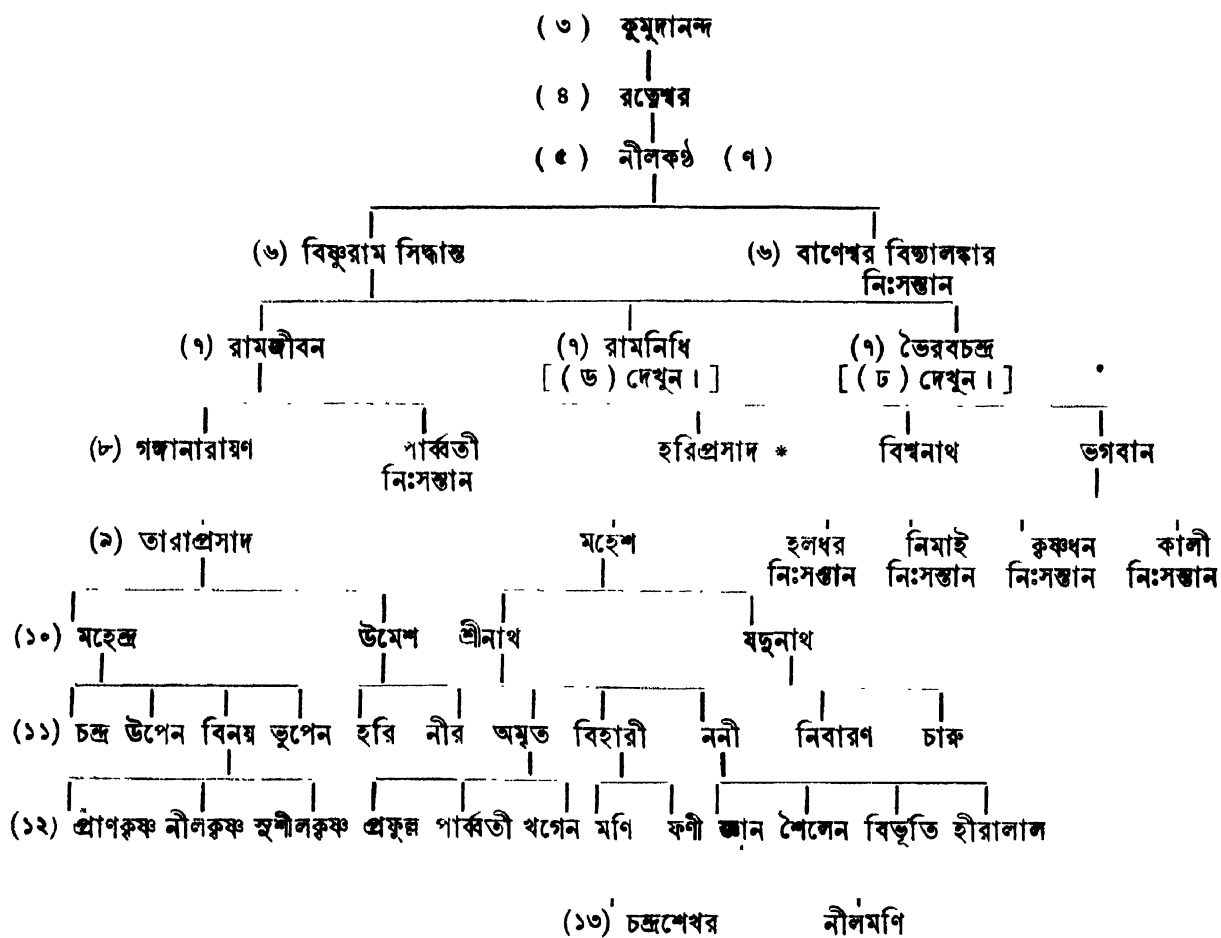 ( ৩ ) কুমুদানন্দ
( ৪ ) রত্নেশ্বর
( ৫ ) নীলকণ্ঠ ( ণ )
(৬) বিষ্ণুরাম সিদ্ধান্ত (৬) বাণেশ্বর বিদ্যালঙ্কার
নিঃসন্তান
(৭) রামজীবন (৭) রামনিধি (৭) ভৈরবচন্দ্র
[ ( ড ) দেখুন। ] [ ( ঢ ) দেখুন। ]
(৮) গঙ্গানারায়ণ পার্ব্বতী হরিপ্রসাদ * বিশ্বনাথ ভগবান
নিঃসন্তান
(৯) তারাপ্রসাদ মহেশ হলধর নিমাই কৃষ্ণধন কালী
নিঃসন্তান নিঃসন্তান নিঃসন্তান নিঃসন্তান
(১০) মহেন্দ্র উমেশ শ্রীনাথ যদুনাথ
(১১) চন্দ্র উপেন বিনয় ভুপেন হরি নীর অমৃত বিহারী ননী নিবারণ চারু
(১২) প্রাণকৃষ্ণ নীলকৃষ্ণ সুশীলকৃষ্ণ প্রফুল্ল পার্ব্বতী খগেন মণি ফণী জ্ঞান শৈলেন বিভূতি হীরালাল
(১৩) চন্দ্রশেখর নীলমণি